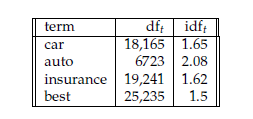 term df_t idf_t
car 18,165 1.65
auto 6723 2.08
insurance 19,241 1.62
best 25,235 1.5